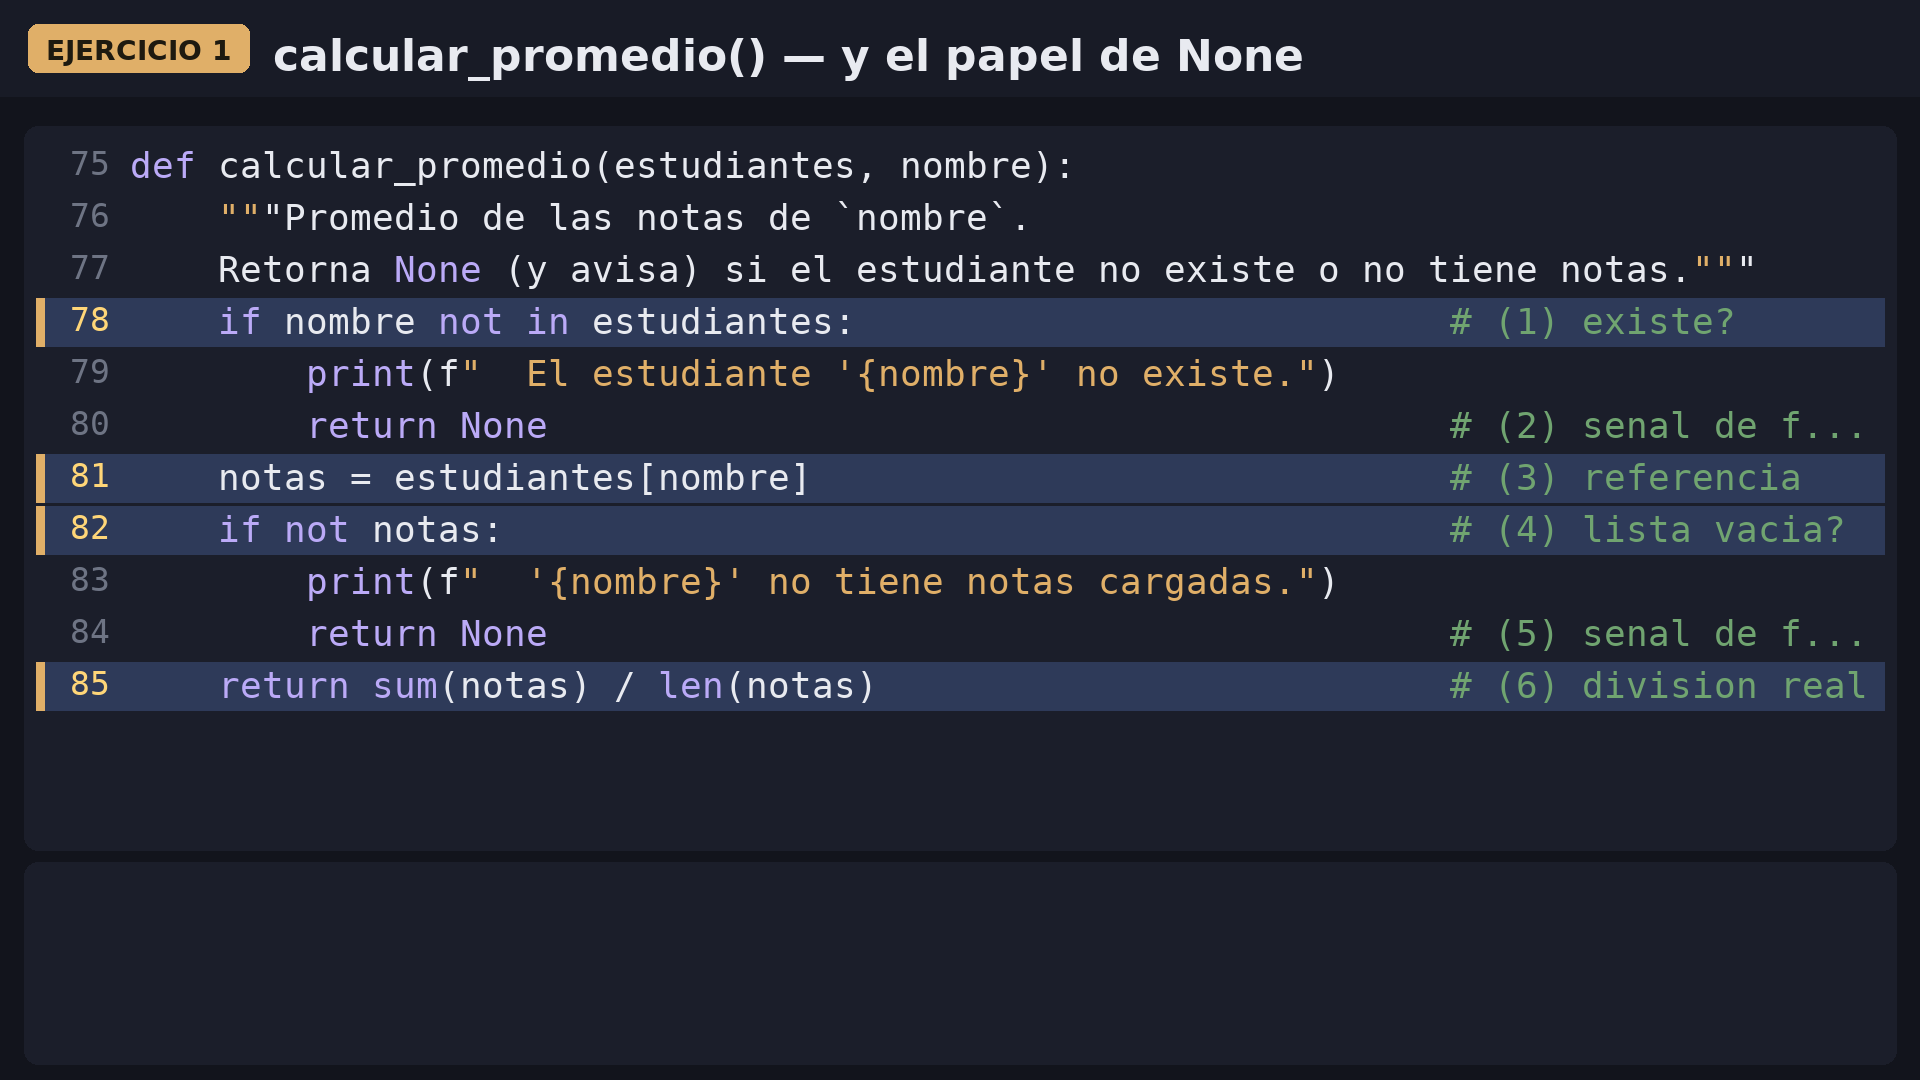 EJERCICIO 1 calcular_promedio() — y el papel de None
75 def calcular_promedio(estudiantes, nombre):
76     """Promedio de las notas de `nombre`.
77     Retorna None (y avisa) si el estudiante no existe o no tiene notas."""
78     if nombre not in estudiantes:                           # (1) existe?
79         print(f"  El estudiante '{nombre}' no existe.")
80         return None                                         # (2) senal de f...
81     notas = estudiantes[nombre]                             # (3) referencia
82     if not notas:                                           # (4) lista vacia?
83         print(f"  '{nombre}' no tiene notas cargadas.")
84         return None                                         # (5) senal de f...
85     return sum(notas) / len(notas)                          # (6) division real